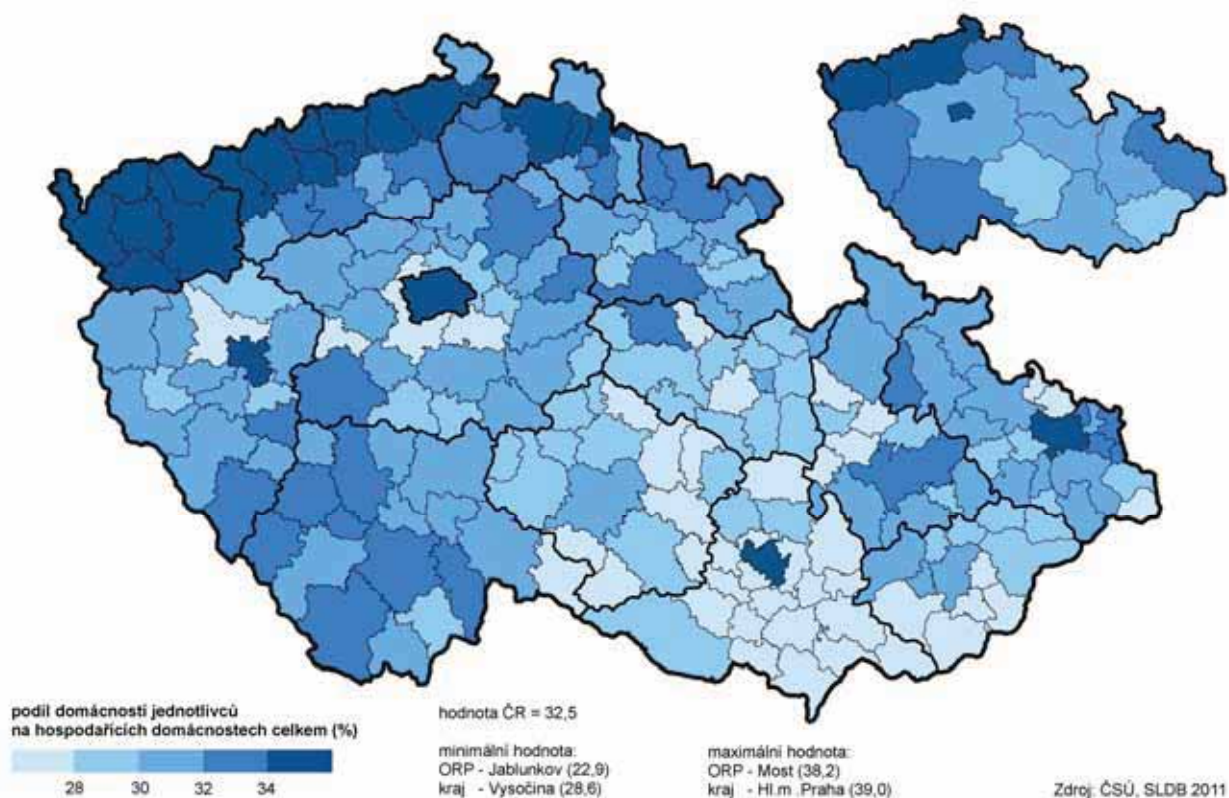 podíl domácností jednotlivců
na hospodařících domácnostech celkem (%)
28 30 32 34
hodnota ČR = 32,5
minimální hodnota:
ORP - Jablunkov (22,9)
kraj - Vysočina (28,6)
maximální hodnota:
ORP - Most (38,2)
kraj - Hl.m .Praha (39,0)
Zdroj: ČSÚ, SLDB 2011